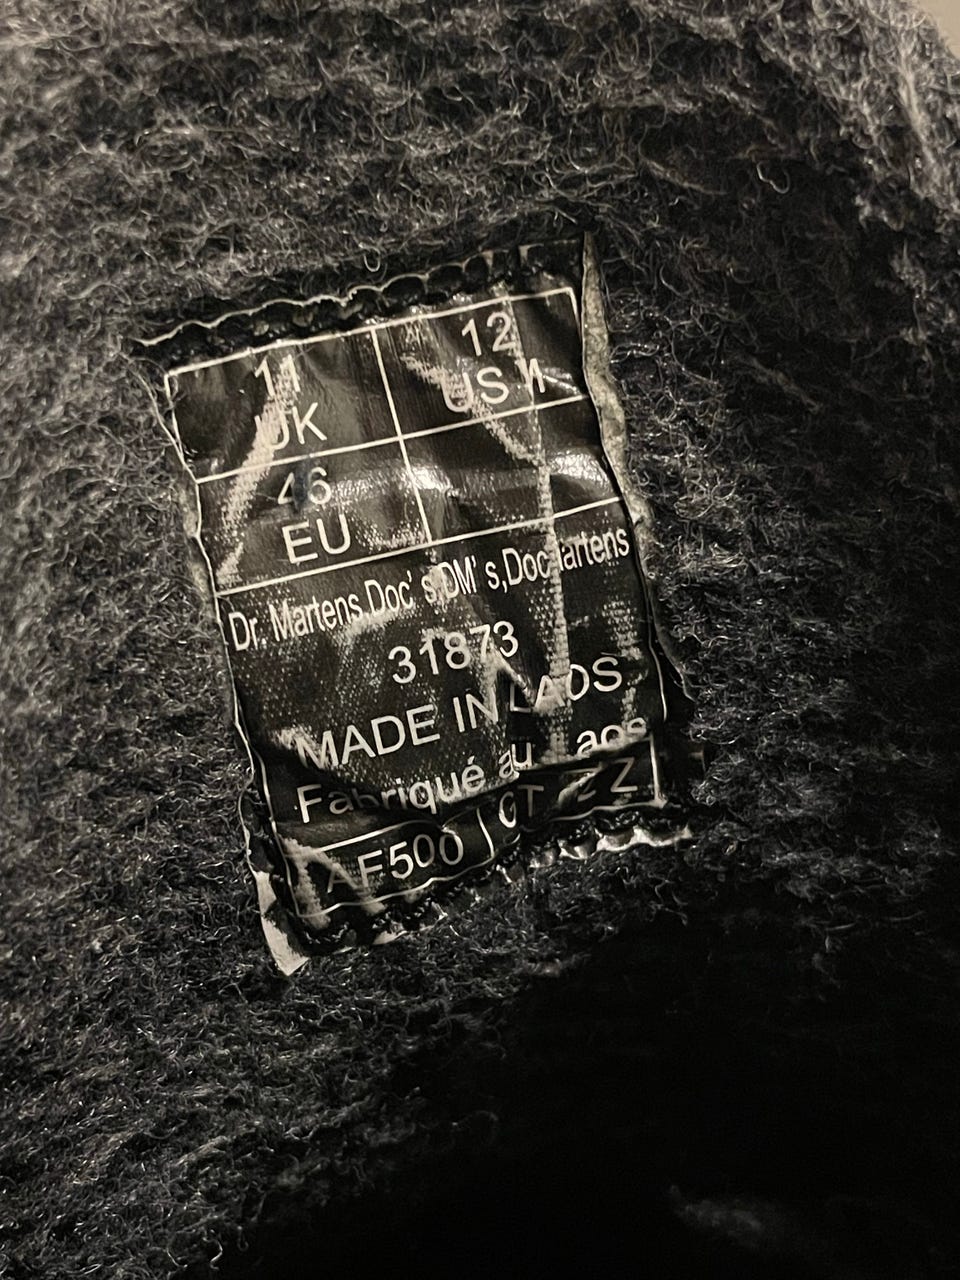 11 12
UK US M
46
EU
Dr. Martens,Doc's,DM's,Doc Martens
31873
MADE IN LAOS
Fabriqué au Laos
AF500